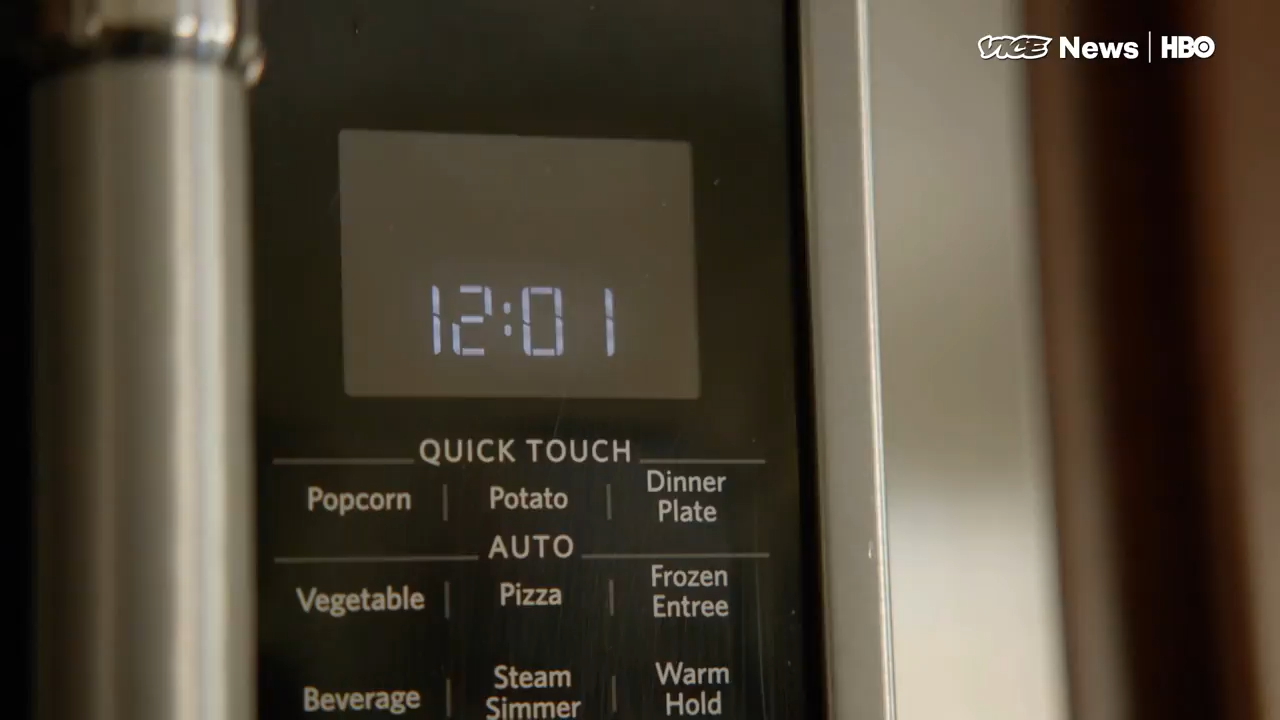 VICE News | HBO
12:01
QUICK TOUCH
Popcorn | Potato | Dinner Plate
AUTO
Vegetable | Pizza | Frozen Entree
Beverage | Steam Simmer | Warm Hold